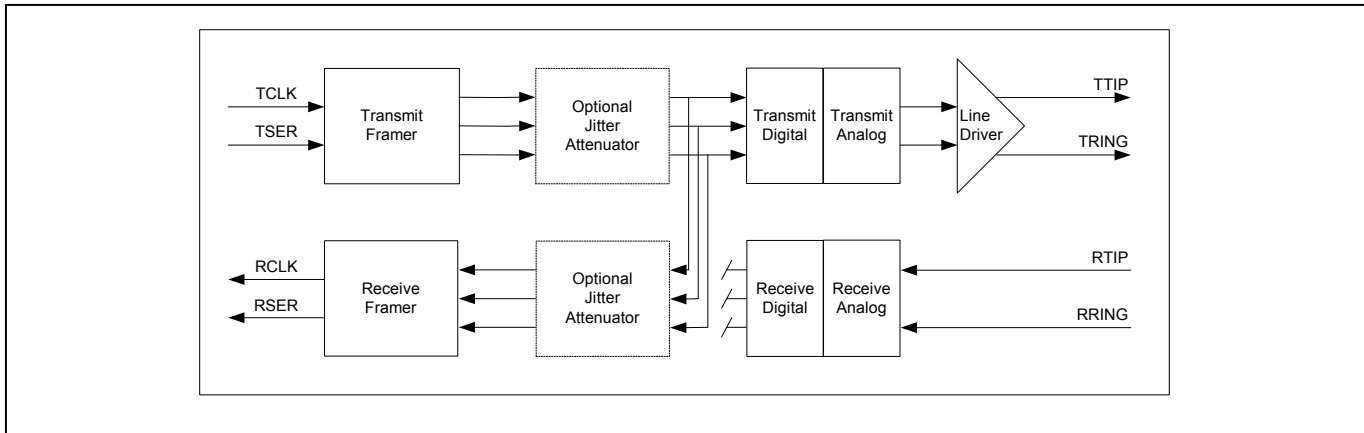 TCLK
TSER
Transmit
Framer
Optional
Jitter
Attenuator
Transmit
Digital
Transmit
Analog
Line
Driver
TTIP
TRING
RCLK
RSER
Receive
Framer
Optional
Jitter
Attenuator
Receive
Digital
Receive
Analog
RTIP
RRING